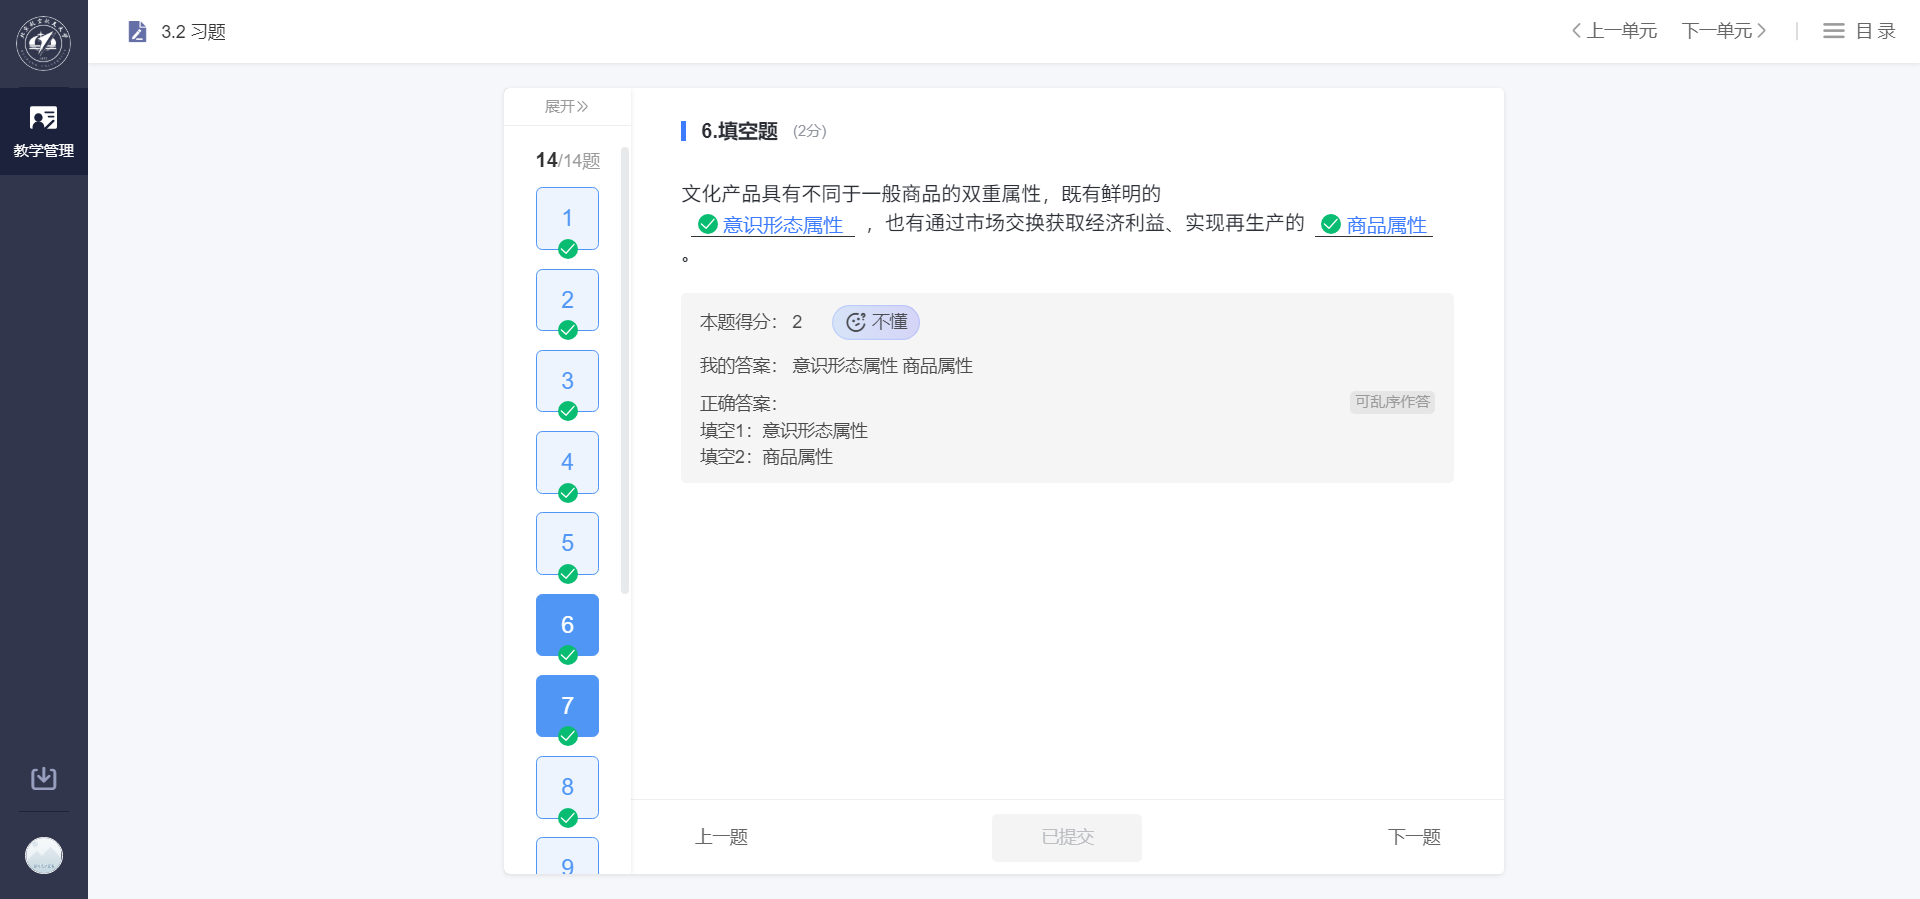 3.2 习题
上一单元
下一单元
目录
教学管理
展开
14/14题
1
2
3
4
5
6
7
8
9
6.填空题 (2分)
文化产品具有不同于一般商品的双重属性，既有鲜明的
意识形态属性 ，也有通过市场交换获取经济利益、实现再生产的 商品属性
。
本题得分： 2 不懂
我的答案： 意识形态属性 商品属性
正确答案：
可乱序作答
填空1：意识形态属性
填空2：商品属性
上一题
已提交
下一题